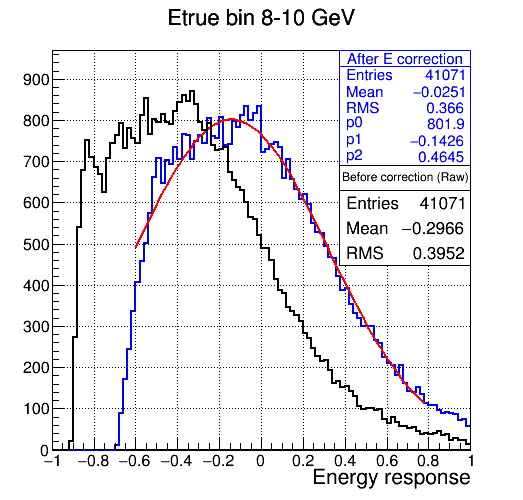 Etrue bin 8-10 GeV
After E correction
Entries 41071
Mean −0.0251
RMS 0.366
p0 801.9
p1 −0.1426
p2 0.4645
Before correction (Raw)
Entries 41071
Mean −0.2966
RMS 0.3952
900
800
700
600
500
400
300
200
100
0
−1 −0.8 −0.6 −0.4 −0.2 0 0.2 0.4 0.6 0.8 1
Energy response